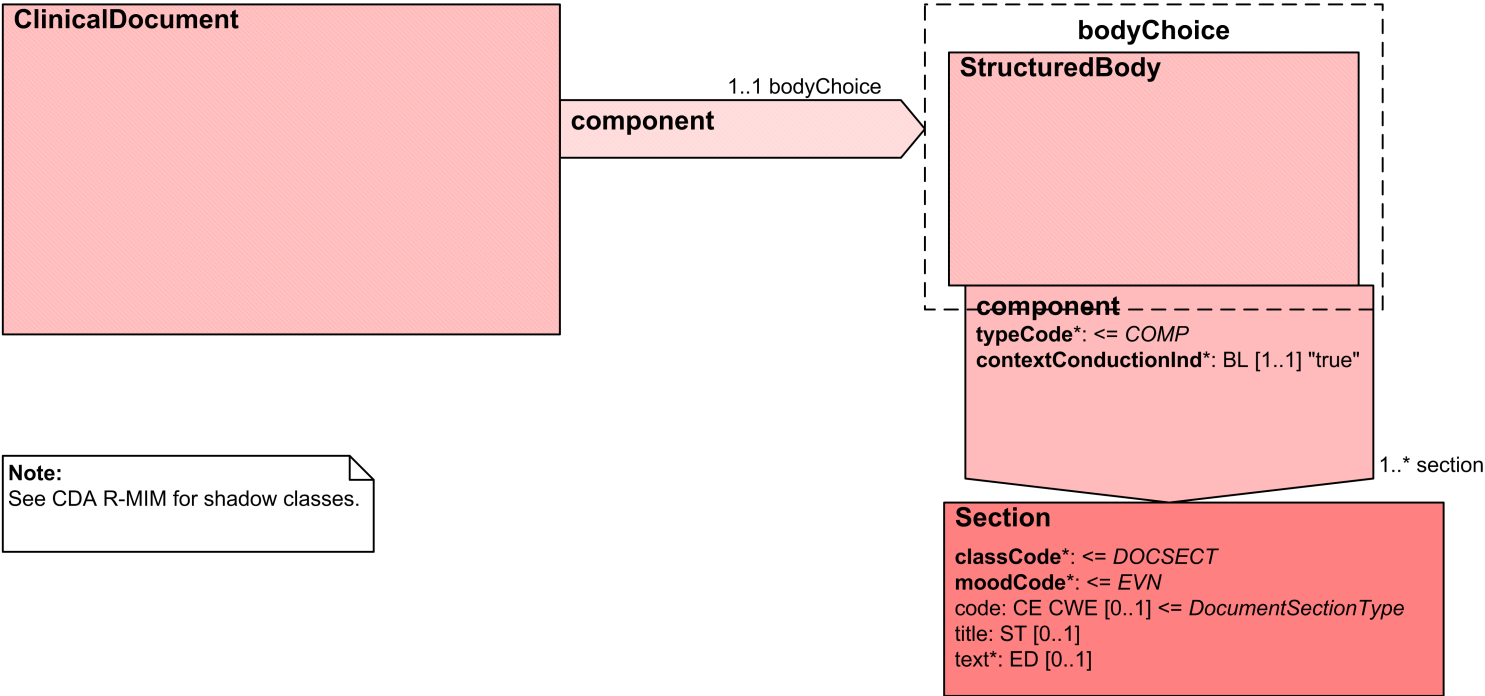 ClinicalDocument
1..1 bodyChoice
component
bodyChoice
StructuredBody
component
typeCode*: <= COMP
contextConductionInd*: BL [1..1] "true"
1..* section
Note:
See CDA R-MIM for shadow classes.
Section
classCode*: <= DOCSECT
moodCode*: <= EVN
code: CE CWE [0..1] <= DocumentSectionType
title: ST [0..1]
text*: ED [0..1]